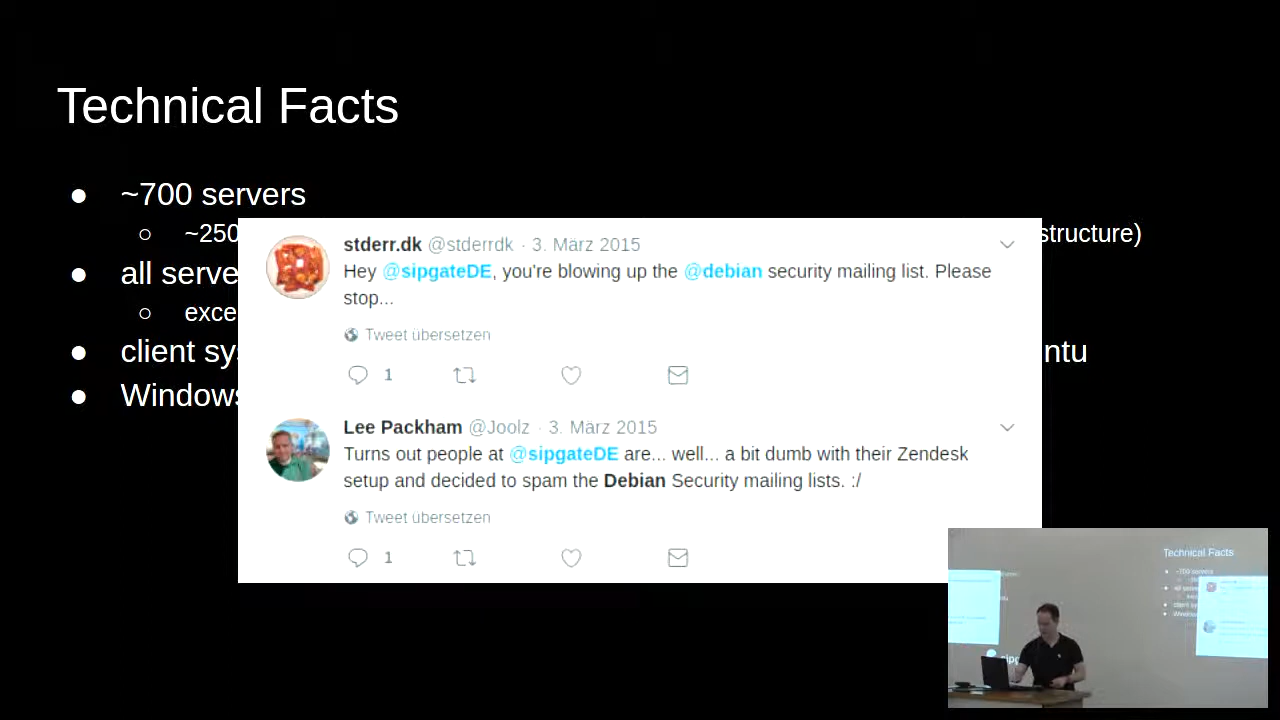 Technical Facts
● ~700 servers
○ ~250
structure)
● all serve
○ exce
● client sys
ntu
● Windows
stderr.dk @stderrdk · 3. März 2015
Hey @sipgateDE, you're blowing up the @debian security mailing list. Please
stop...
Tweet übersetzen
1
Lee Packham @Joolz · 3. März 2015
Turns out people at @sipgateDE are... well... a bit dumb with their Zendesk
setup and decided to spam the Debian Security mailing lists. :/
Tweet übersetzen
1
Technical Facts
~700 servers